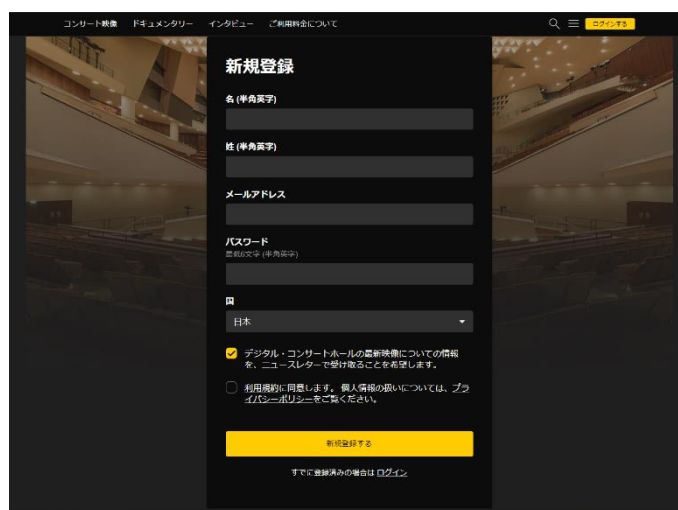 コンサート映像 ドキュメンタリー インタビュー ご利用料金について ログインする
新規登録
名 (半角英字)
姓 (半角英字)
メールアドレス
パスワード
最低6文字 (半角英字)
国
日本
デジタル・コンサートホールの最新映像についての情報
を、ニュースレターで受け取ることを希望します。
利用規約に同意します。 個人情報の扱いについては、プラ
イバシーポリシーをご覧ください。
新規登録する
すでに登録済みの場合は ログイン